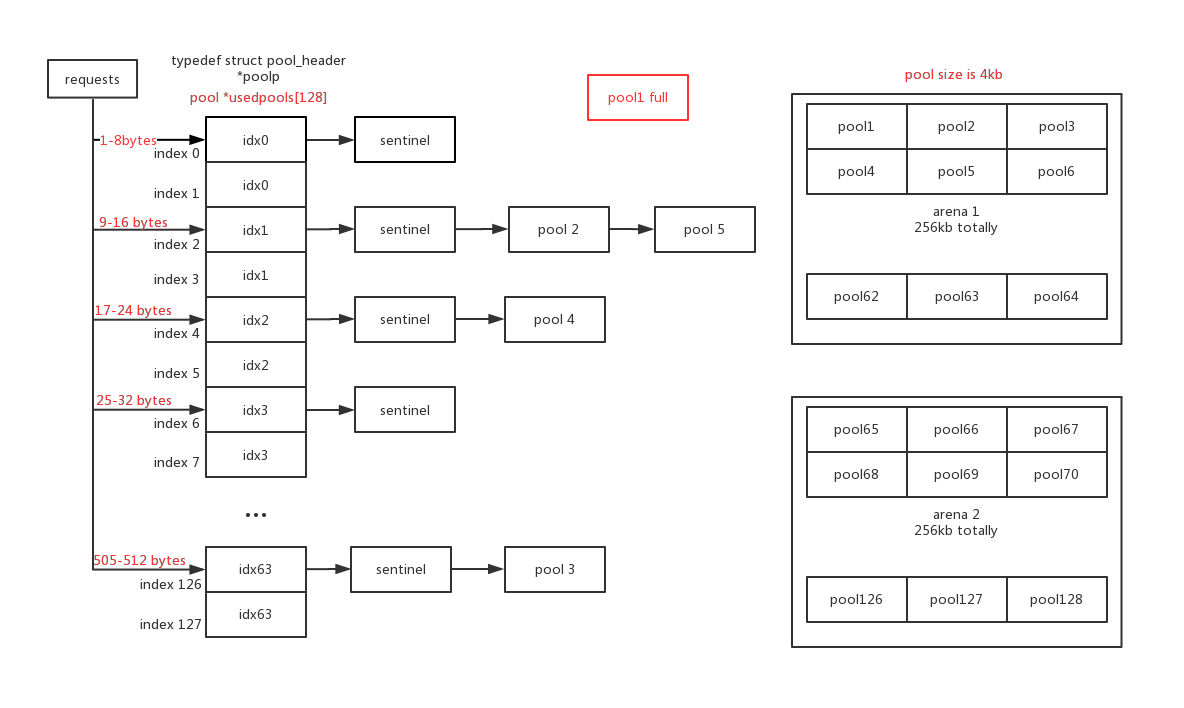 requests
typedef struct pool_header
*poolp
pool *usedpools[128]
pool1 full
pool size is 4kb
1-8bytes
index 0
idx0
sentinel
index 1
idx0
9-16 bytes
index 2
idx1
sentinel
pool 2
pool 5
index 3
idx1
17-24 bytes
index 4
idx2
sentinel
pool 4
index 5
idx2
25-32 bytes
index 6
idx3
sentinel
index 7
idx3
...
505-512 bytes
index 126
idx63
sentinel
pool 3
index 127
idx63
pool1 pool2 pool3
pool4 pool5 pool6
arena 1
256kb totally
pool62 pool63 pool64
pool65 pool66 pool67
pool68 pool69 pool70
arena 2
256kb totally
pool126 pool127 pool128